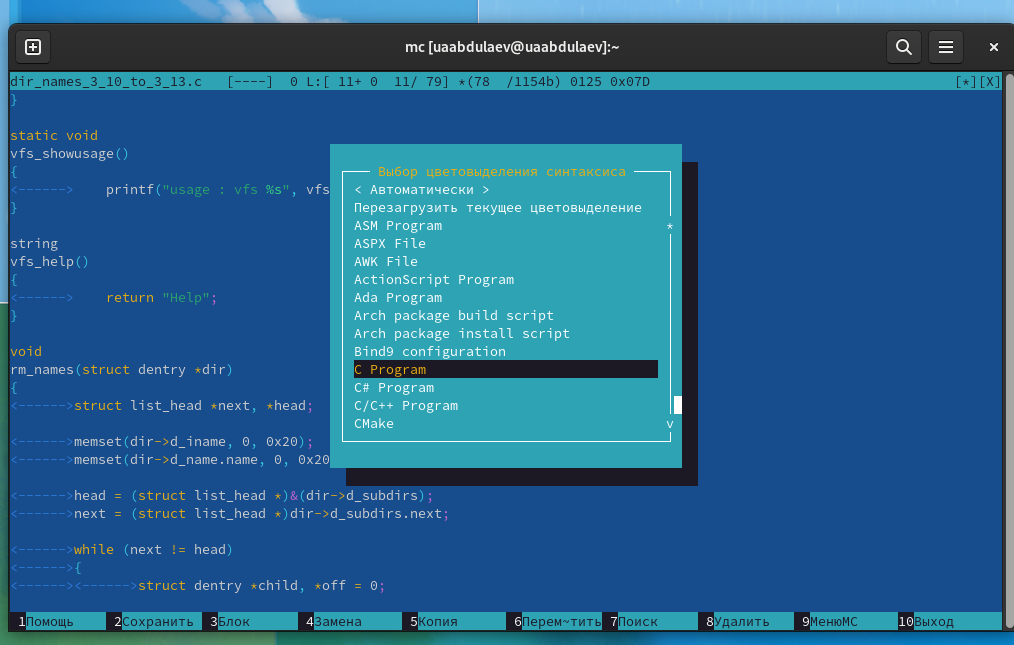 mc [uaabdulaev@uaabdulaev]:~
dir_names_3_10_to_3_13.c [----] 0 L:[ 11+ 0 11/ 79] *(78 /1154b) 0125 0x07D [*][X]
}
static void
vfs_showusage()
{
<------> printf("usage : vfs %s", vfs
}
string
vfs_help()
{
<------> return "Help";
}
void
rm_names(struct dentry *dir)
{
<------>struct list_head *next, *head;
<------>memset(dir->d_iname, 0, 0x20);
<------>memset(dir->d_name.name, 0, 0x20
<------>head = (struct list_head *)&(dir->d_subdirs);
<------>next = (struct list_head *)dir->d_subdirs.next;
<------>while (next != head)
<------>{
<------><------>struct dentry *child, *off = 0;
Выбор цветовыделения синтаксиса
< Автоматически >
Перезагрузить текущее цветовыделение
ASM Program *
ASPX File
AWK File
ActionScript Program
Ada Program
Arch package build script
Arch package install script
Bind9 configuration
C Program
C# Program
C/C++ Program
CMake v
1Помощь 2Сохранить 3Блок 4Замена 5Копия 6Перем~тить 7Поиск 8Удалить 9МенюMC 10Выход